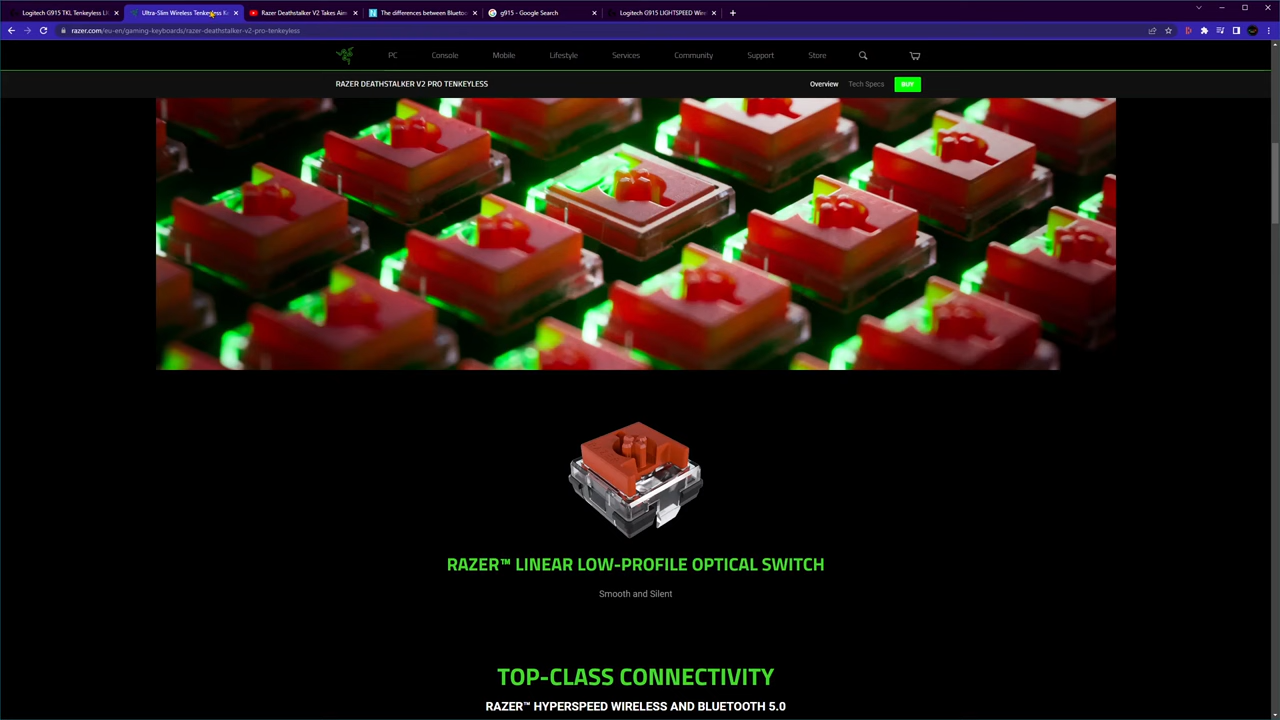 Logitech G915 TKL Tenkeyless LI
Ultra-Slim Wireless Tenkeyless K
Razer Deathstalker V2 Takes Aim
The differences between Bluetoo
g915 - Google Search
Logitech G915 LIGHTSPEED Wire
razer.com/eu-en/gaming-keyboards/razer-deathstalker-v2-pro-tenkeyless
PC Console Mobile Lifestyle Services Community Support Store
RAZER DEATHSTALKER V2 PRO TENKEYLESS
Overview Tech Specs BUY
RAZER™ LINEAR LOW-PROFILE OPTICAL SWITCH
Smooth and Silent
TOP-CLASS CONNECTIVITY
RAZER™ HYPERSPEED WIRELESS AND BLUETOOTH 5.0